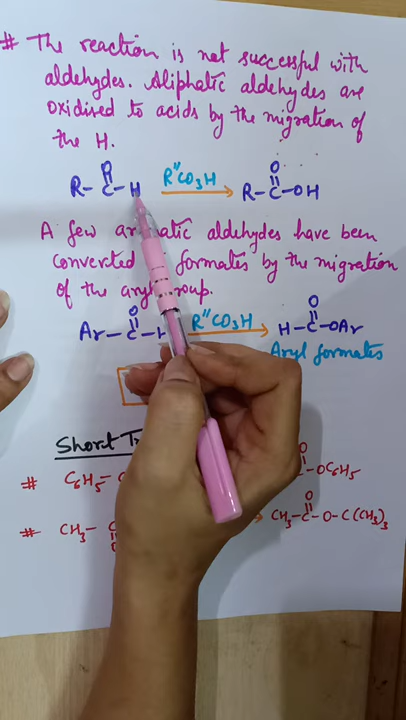 # The reaction is not successful with
aldehydes. Aliphatic aldehydes are
oxidised to acids by the migration of
the H.
R-C(=O)-H R''CO3H → R-C(=O)-OH
A few aromatic aldehydes have been
converted formates by the migration
of the aryl group.
Ar-C(=O)-H R''CO3H → H-C(=O)-OAr
Aryl formates
Short
# C6H5- O -OC6H5
# CH3-C → CH3-C(=O)-O-C(CH3)3